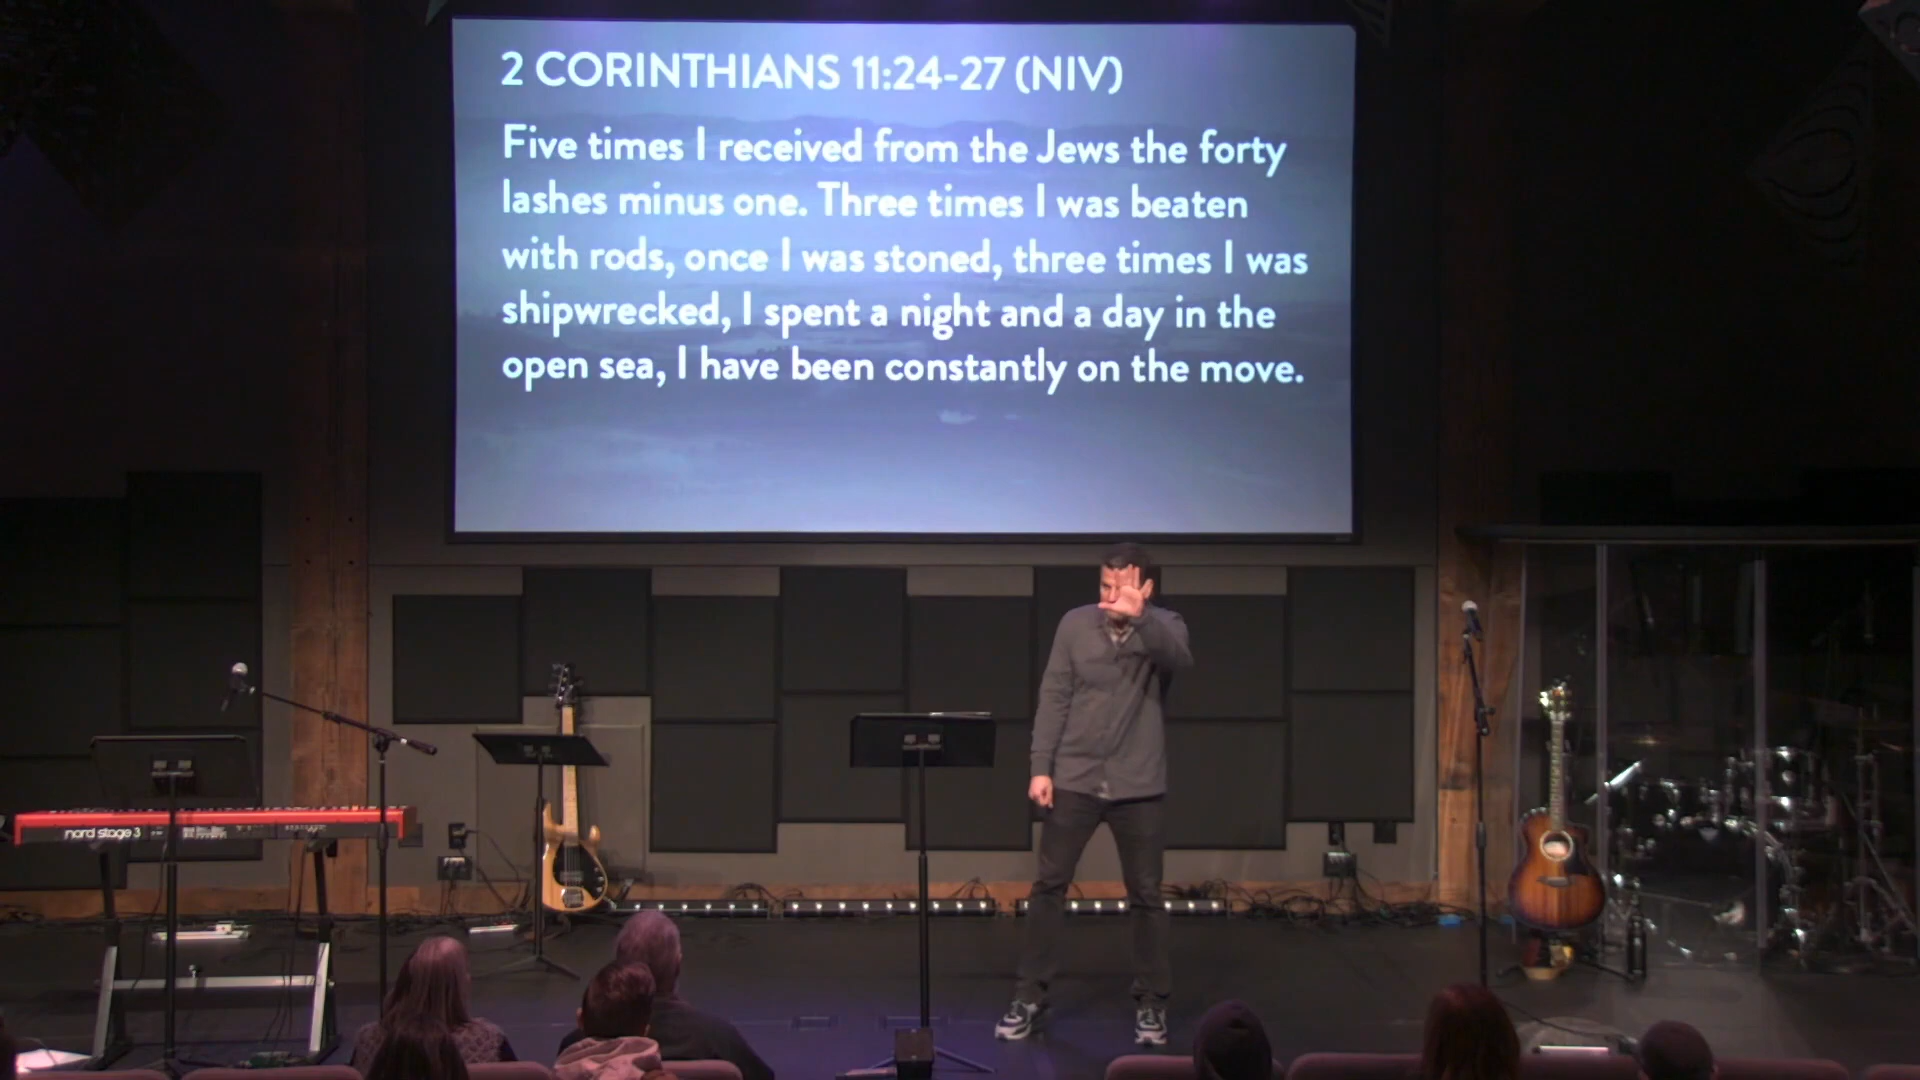 2 CORINTHIANS 11:24-27 (NIV)
Five times I received from the Jews the forty
lashes minus one. Three times I was beaten
with rods, once I was stoned, three times I was
shipwrecked, I spent a night and a day in the
open sea, I have been constantly on the move.
nord stage 3